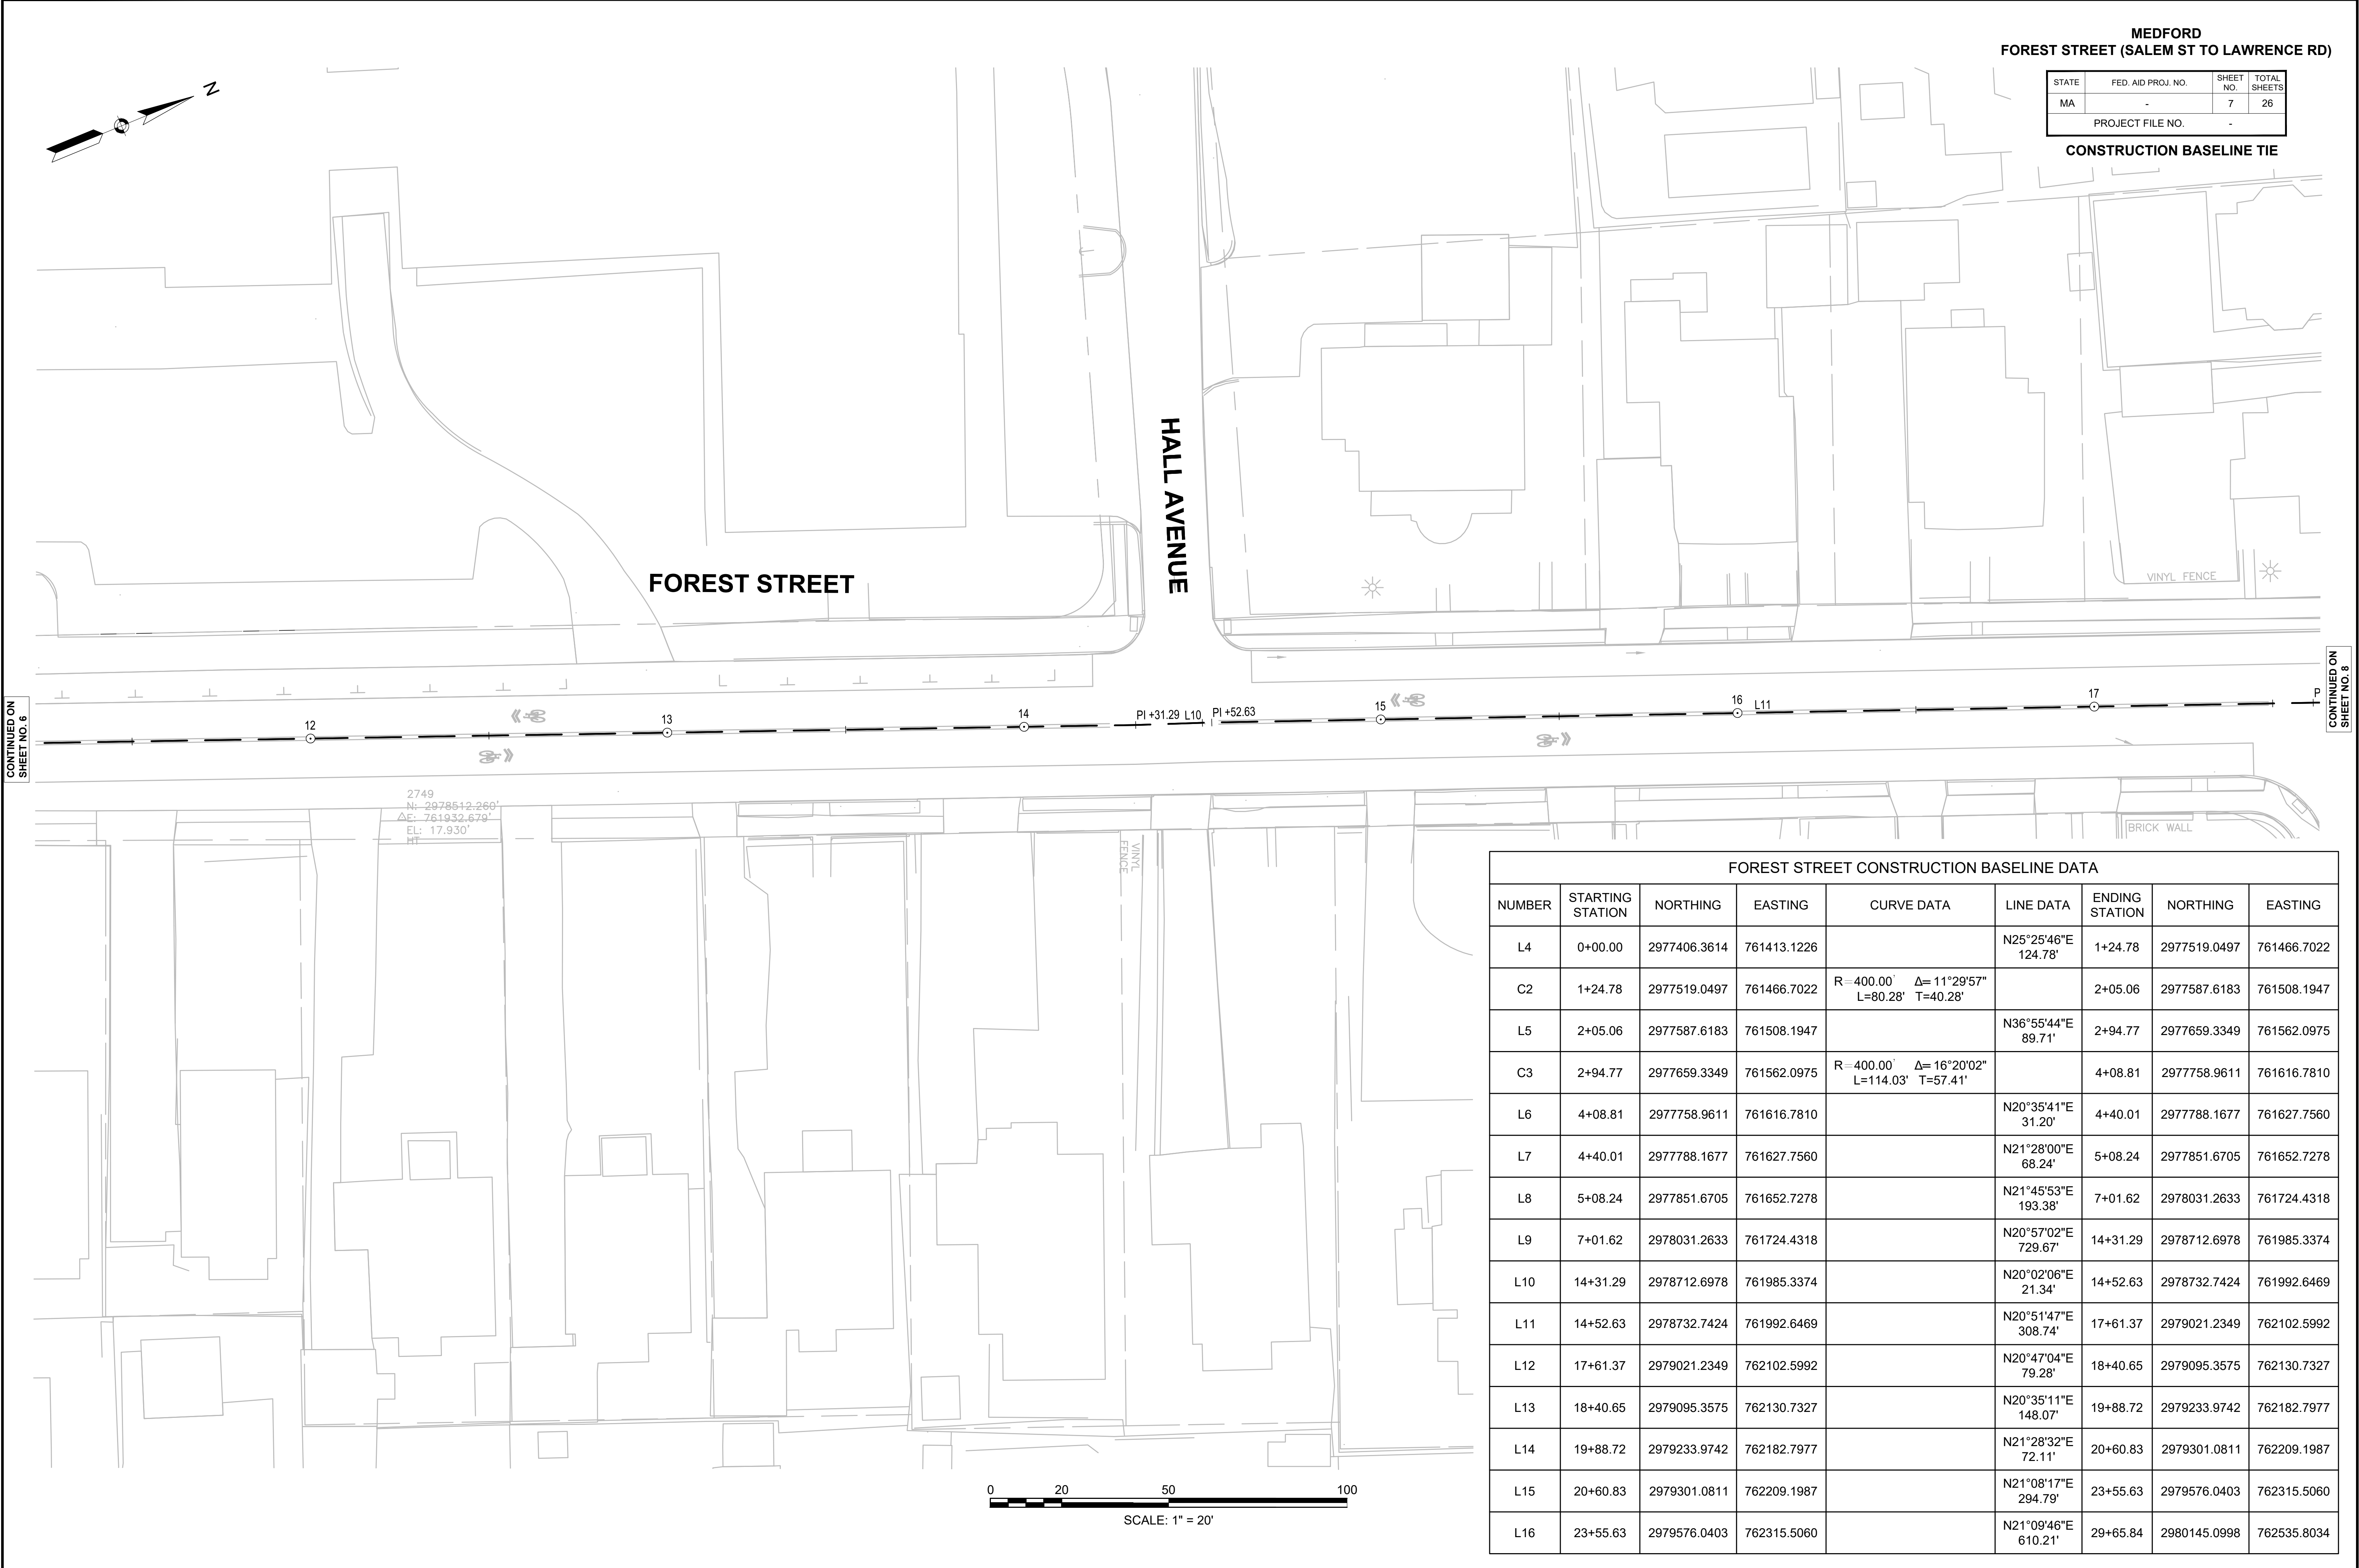 MEDFORD
FOREST STREET (SALEM ST TO LAWRENCE RD)
STATE FED. AID PROJ. NO. SHEET NO. TOTAL SHEETS
MA - 7 26
PROJECT FILE NO. -
CONSTRUCTION BASELINE TIE
N
HALL AVENUE
FOREST STREET
VINYL FENCE
CONTINUED ON
SHEET NO. 6
CONTINUED ON
SHEET NO. 8
12
13
14
PI +31.29 L10 PI +52.63
15
16 L11
17
P
2749
N: 2978512.260'
E: 761932.679'
EL: 17.930'
HT
VINYL
FENCE
BRICK WALL
FOREST STREET CONSTRUCTION BASELINE DATA
NUMBER STARTING STATION NORTHING EASTING CURVE DATA LINE DATA ENDING STATION NORTHING EASTING
L4 0+00.00 2977406.3614 761413.1226 N25°25'46"E 124.78' 1+24.78 2977519.0497 761466.7022
C2 1+24.78 2977519.0497 761466.7022 R=400.00' Δ=11°29'57" L=80.28' T=40.28' 2+05.06 2977587.6183 761508.1947
L5 2+05.06 2977587.6183 761508.1947 N36°55'44"E 89.71' 2+94.77 2977659.3349 761562.0975
C3 2+94.77 2977659.3349 761562.0975 R=400.00' Δ=16°20'02" L=114.03' T=57.41' 4+08.81 2977758.9611 761616.7810
L6 4+08.81 2977758.9611 761616.7810 N20°35'41"E 31.20' 4+40.01 2977788.1677 761627.7560
L7 4+40.01 2977788.1677 761627.7560 N21°28'00"E 68.24' 5+08.24 2977851.6705 761652.7278
L8 5+08.24 2977851.6705 761652.7278 N21°45'53"E 193.38' 7+01.62 2978031.2633 761724.4318
L9 7+01.62 2978031.2633 761724.4318 N20°57'02"E 729.67' 14+31.29 2978712.6978 761985.3374
L10 14+31.29 2978712.6978 761985.3374 N20°02'06"E 21.34' 14+52.63 2978732.7424 761992.6469
L11 14+52.63 2978732.7424 761992.6469 N20°51'47"E 308.74' 17+61.37 2979021.2349 762102.5992
L12 17+61.37 2979021.2349 762102.5992 N20°47'04"E 79.28' 18+40.65 2979095.3575 762130.7327
L13 18+40.65 2979095.3575 762130.7327 N20°35'11"E 148.07' 19+88.72 2979233.9742 762182.7977
L14 19+88.72 2979233.9742 762182.7977 N21°28'32"E 72.11' 20+60.83 2979301.0811 762209.1987
L15 20+60.83 2979301.0811 762209.1987 N21°08'17"E 294.79' 23+55.63 2979576.0403 762315.5060
L16 23+55.63 2979576.0403 762315.5060 N21°09'46"E 610.21' 29+65.84 2980145.0998 762535.8034
0 20 50 100
SCALE: 1" = 20'